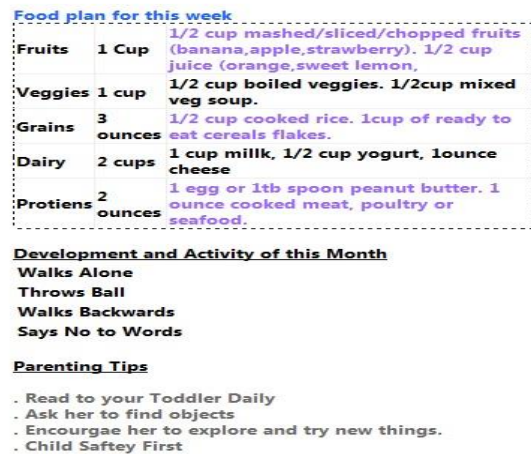 Food plan for this week
Fruits 1 Cup 1/2 cup mashed/sliced/chopped fruits
(banana,apple,strawberry). 1/2 cup
juice (orange,sweet lemon,
Veggies 1 cup 1/2 cup boiled veggies. 1/2cup mixed
veg soup.
Grains 3 ounces 1/2 cup cooked rice. 1cup of ready to
eat cereals flakes.
Dairy 2 cups 1 cup millk, 1/2 cup yogurt, 1ounce
cheese
Protiens 2 ounces 1 egg or 1tb spoon peanut butter. 1
ounce cooked meat, poultry or
seafood.
Development and Activity of this Month
Walks Alone
Throws Ball
Walks Backwards
Says No to Words
Parenting Tips
. Read to your Toddler Daily
. Ask her to find objects
. Encourgae her to explore and try new things.
. Child Saftey First